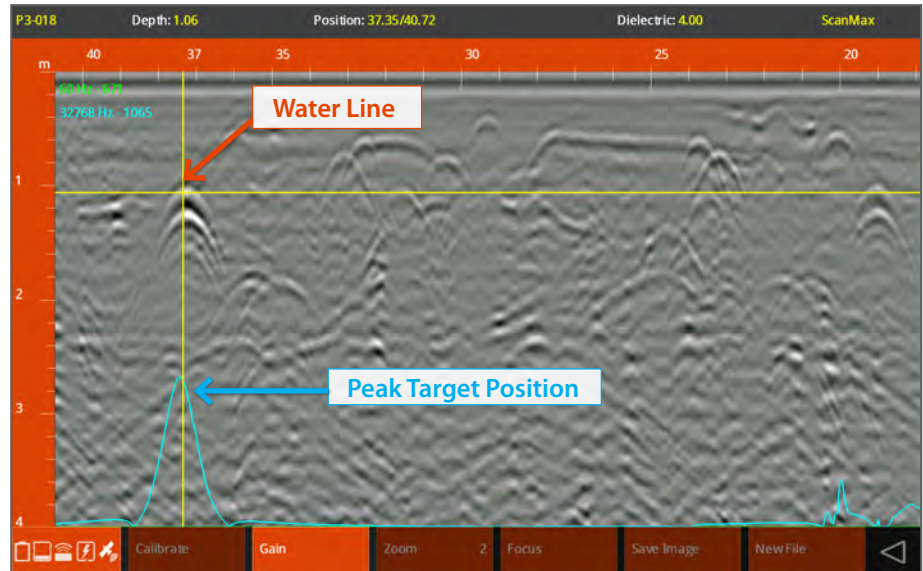 P3-018 Depth: 1.06 Position: 37.35/40.72 Dielectric: 4.00 ScanMax
m 40 37 30 25 20
60 Hz - 671
32768 Hz - 1065
Water Line
1
2
Peak Target Position
3
4
Calibrate Gain Zoom 2 Focus Save Image New File